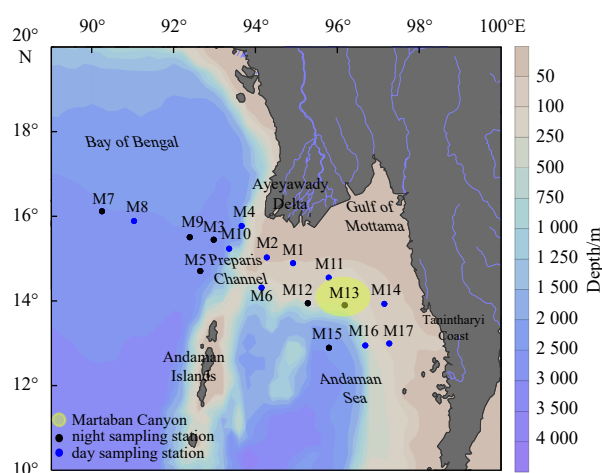 90° 92° 94° 96° 98° 100°E
20°
N
18°
16°
14°
12°
10°
Bay of Bengal
Ayeyawady
Delta
Gulf of
Mottama
M7
M8
M9
M3
M4
M10
M5
Preparis
Channel
M2
M1
M6
M11
M12
M13
M14
M15
M16
M17
Tanintharyi
Coast
Andaman
Islands
Andaman
Sea
Martaban Canyon
night sampling station
day sampling station
50
100
250
500
750
1 000
1 250
1 500
2 000
2 500
3 000
3 500
4 000
Depth/m